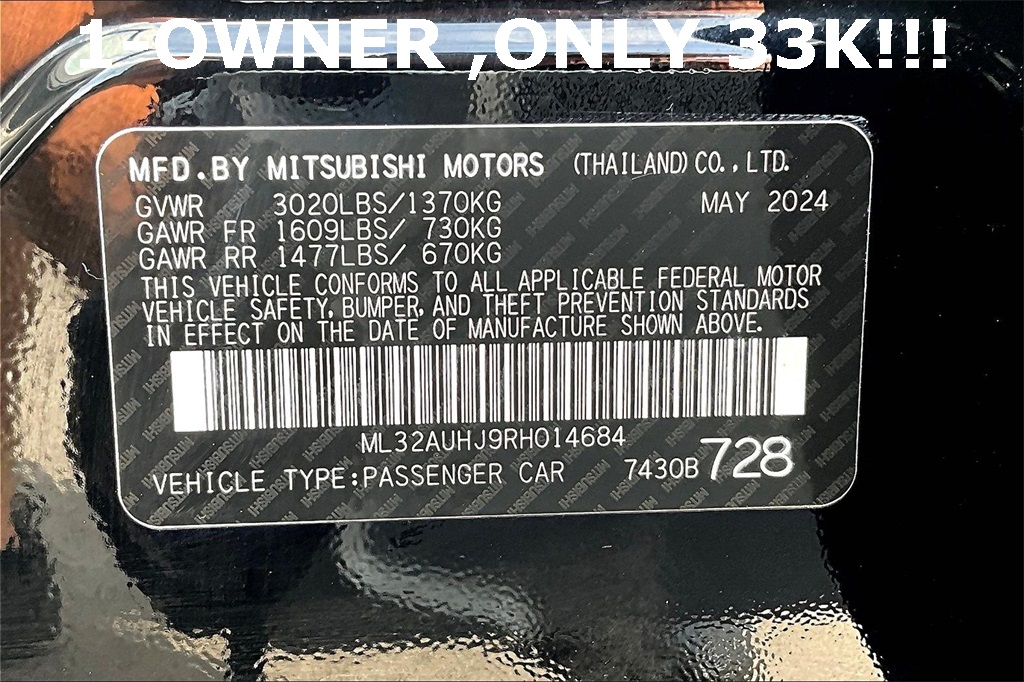 1-OWNER ,ONLY 33K!!!
MFD.BY MITSUBISHI MOTORS (THAILAND) CO., LTD.
GVWR 3020LBS/1370KG MAY 2024
GAWR FR 1609LBS/ 730KG
GAWR RR 1477LBS/ 670KG
THIS VEHICLE CONFORMS TO ALL APPLICABLE FEDERAL MOTOR
VEHICLE SAFETY, BUMPER, AND THEFT PREVENTION STANDARDS
IN EFFECT ON THE DATE OF MANUFACTURE SHOWN ABOVE.
ML32AUHJ9RH014684
VEHICLE TYPE:PASSENGER CAR 7430B 728